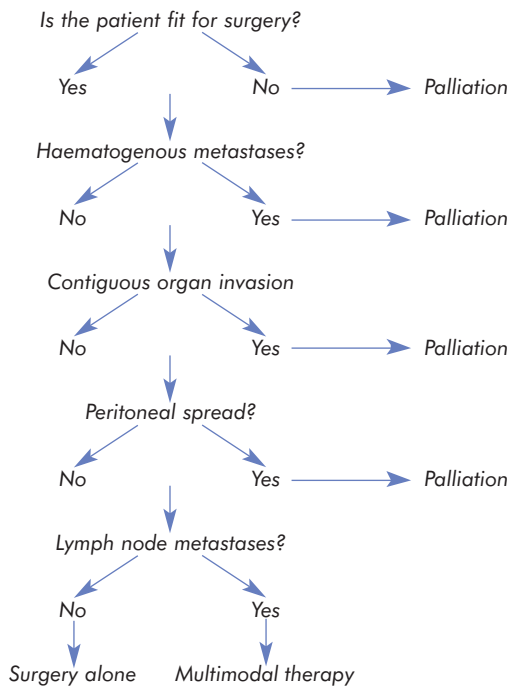 Is the patient fit for surgery?
Yes No Palliation
Haematogenous metastases?
No Yes Palliation
Contiguous organ invasion
No Yes Palliation
Peritoneal spread?
No Yes Palliation
Lymph node metastases?
No Yes
Surgery alone Multimodal therapy